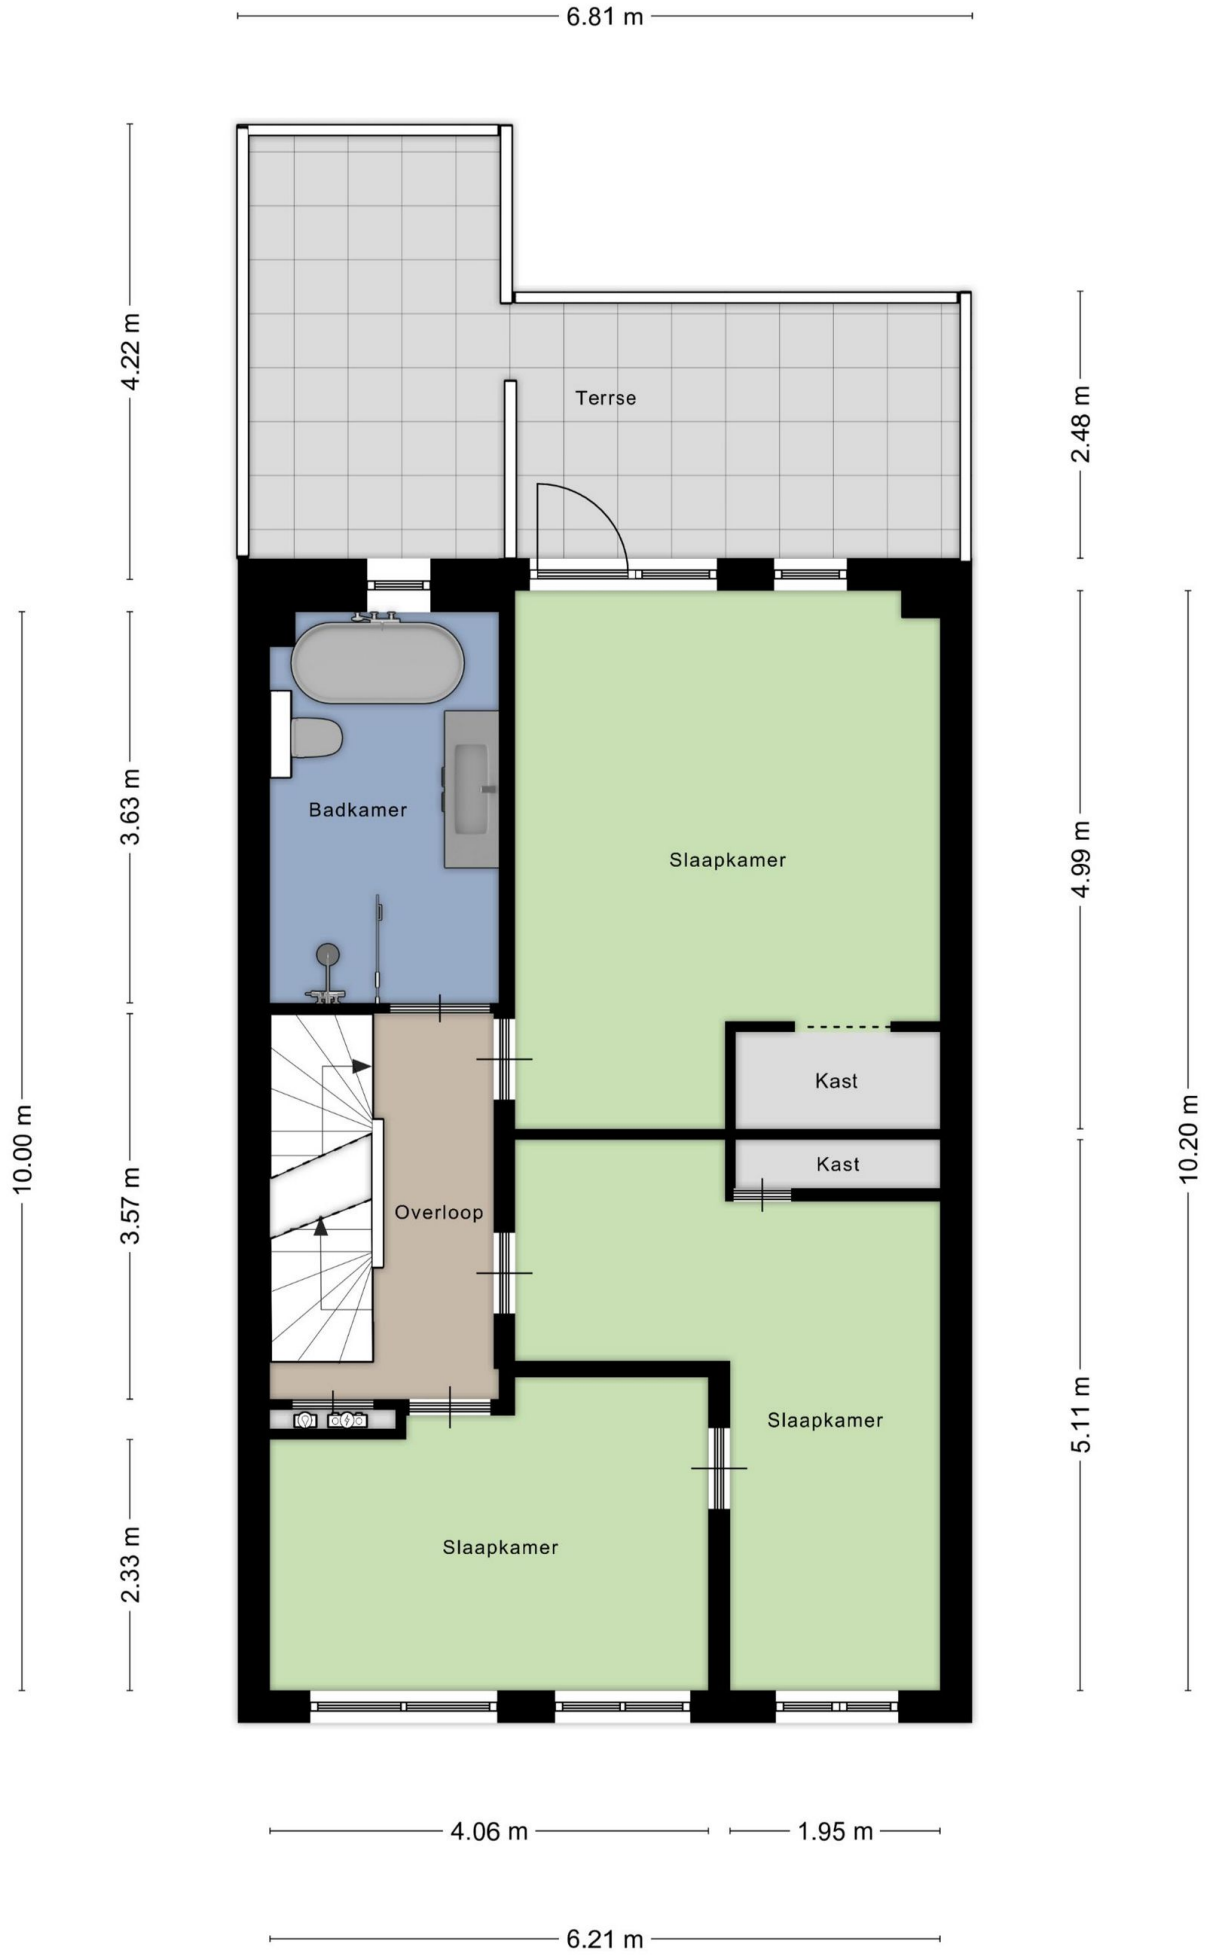 6.81 m
4.22 m
Terrse
2.48 m
Badkamer
3.63 m
Slaapkamer
4.99 m
Kast
10.00 m
10.20 m
Kast
3.57 m
Overloop
Slaapkamer
5.11 m
Slaapkamer
2.33 m
4.06 m
1.95 m
6.21 m